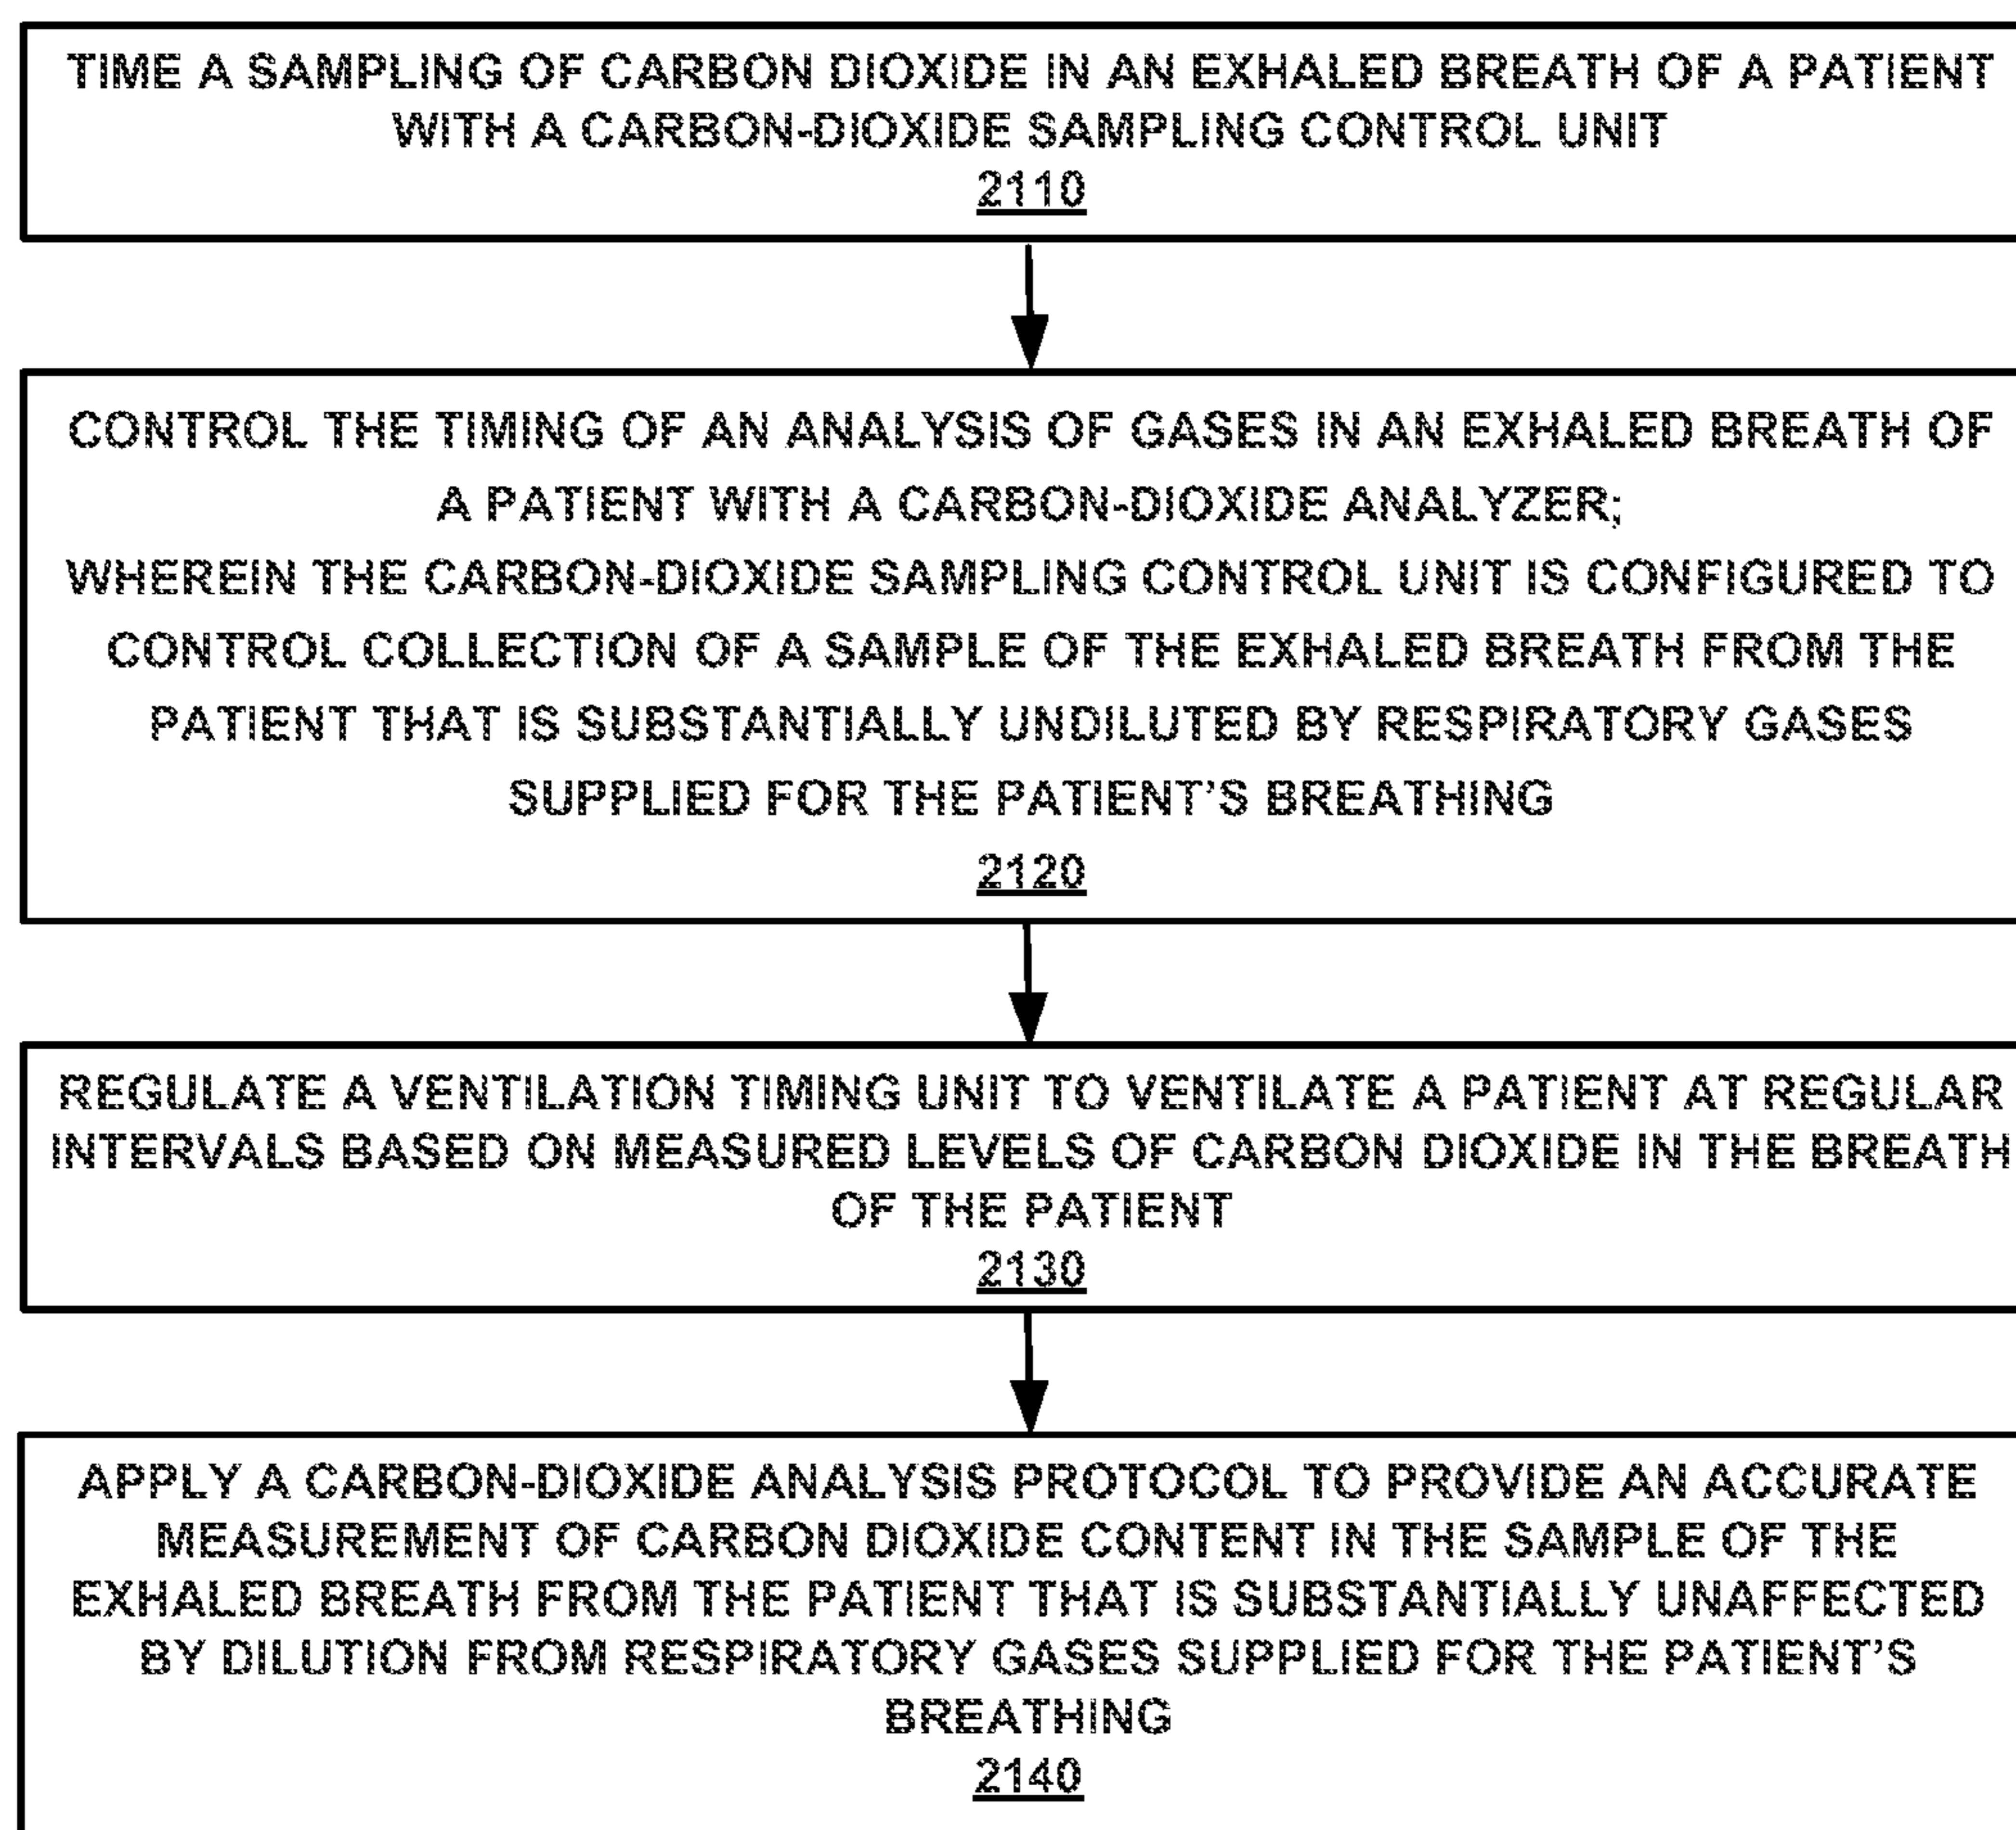 TIME A SAMPLING OF CARBON DIOXIDE IN AN EXHALED BREATH OF A PATIENT
WITH A CARBON-DIOXIDE SAMPLING CONTROL UNIT
2110
CONTROL THE TIMING OF AN ANALYSIS OF GASES IN AN EXHALED BREATH OF
A PATIENT WITH A CARBON-DIOXIDE ANALYZER;
WHEREIN THE CARBON-DIOXIDE SAMPLING CONTROL UNIT IS CONFIGURED TO
CONTROL COLLECTION OF A SAMPLE OF THE EXHALED BREATH FROM THE
PATIENT THAT IS SUBSTANTIALLY UNDILUTED BY RESPIRATORY GASES
SUPPLIED FOR THE PATIENT’S BREATHING
2120
REGULATE A VENTILATION TIMING UNIT TO VENTILATE A PATIENT AT REGULAR
INTERVALS BASED ON MEASURED LEVELS OF CARBON DIOXIDE IN THE BREATH
OF THE PATIENT
2130
APPLY A CARBON-DIOXIDE ANALYSIS PROTOCOL TO PROVIDE AN ACCURATE
MEASUREMENT OF CARBON DIOXIDE CONTENT IN THE SAMPLE OF THE
EXHALED BREATH FROM THE PATIENT THAT IS SUBSTANTIALLY UNAFFECTED
BY DILUTION FROM RESPIRATORY GASES SUPPLIED FOR THE PATIENT’S
BREATHING
2140